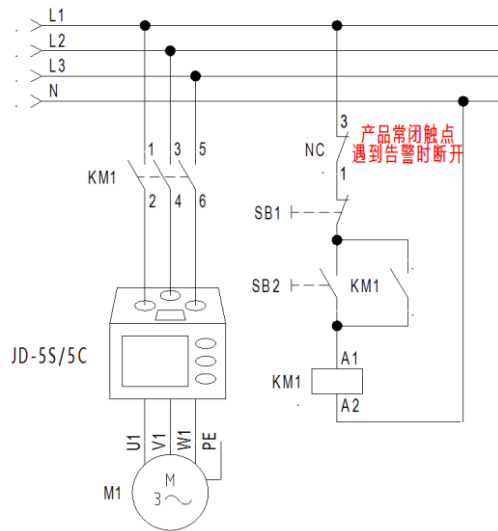 L1
L2
L3
N
1 3 5
KM1
2 4 6
3
NC
产品常闭触点
遇到告警时断开
1
SB1
SB2
KM1
JD-5S/5C
A1
KM1
A2
U1 V1 W1 PE
M1
M
3